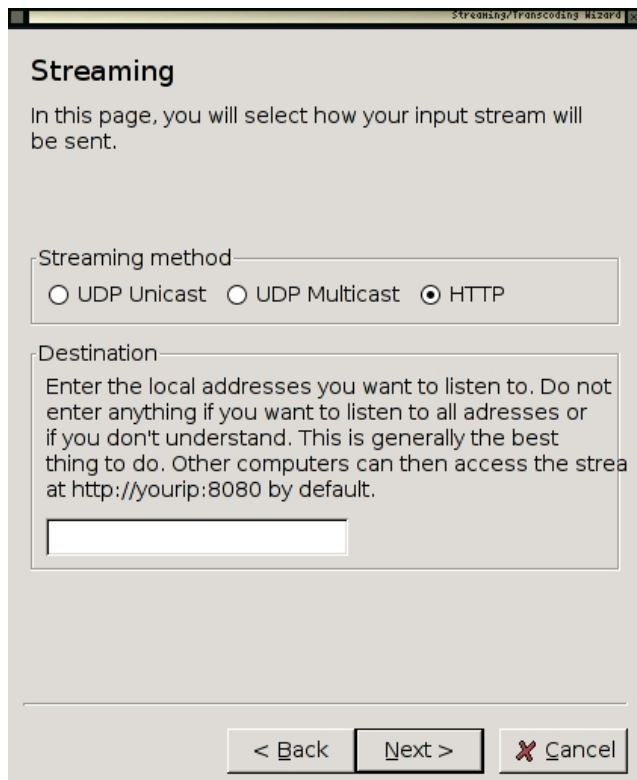 Streaming/Transcoding Wizard
Streaming
In this page, you will select how your input stream will
be sent.
Streaming method
UDP Unicast UDP Multicast HTTP
Destination
Enter the local addresses you want to listen to. Do not
enter anything if you want to listen to all adresses or
if you don't understand. This is generally the best
thing to do. Other computers can then access the strea
at http://yourip:8080 by default.
< Back Next > Cancel